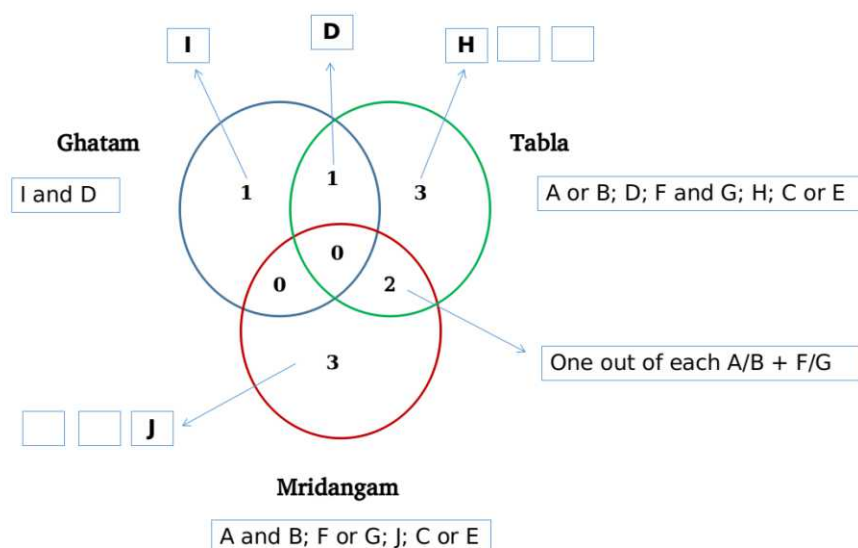 D
I
H
Ghatam
Tabla
I and D
1
1
3
A or B; D; F and G; H; C or E
0
0
2
3
One out of each A/B + F/G
J
Mridangam
A and B; F or G; J; C or E